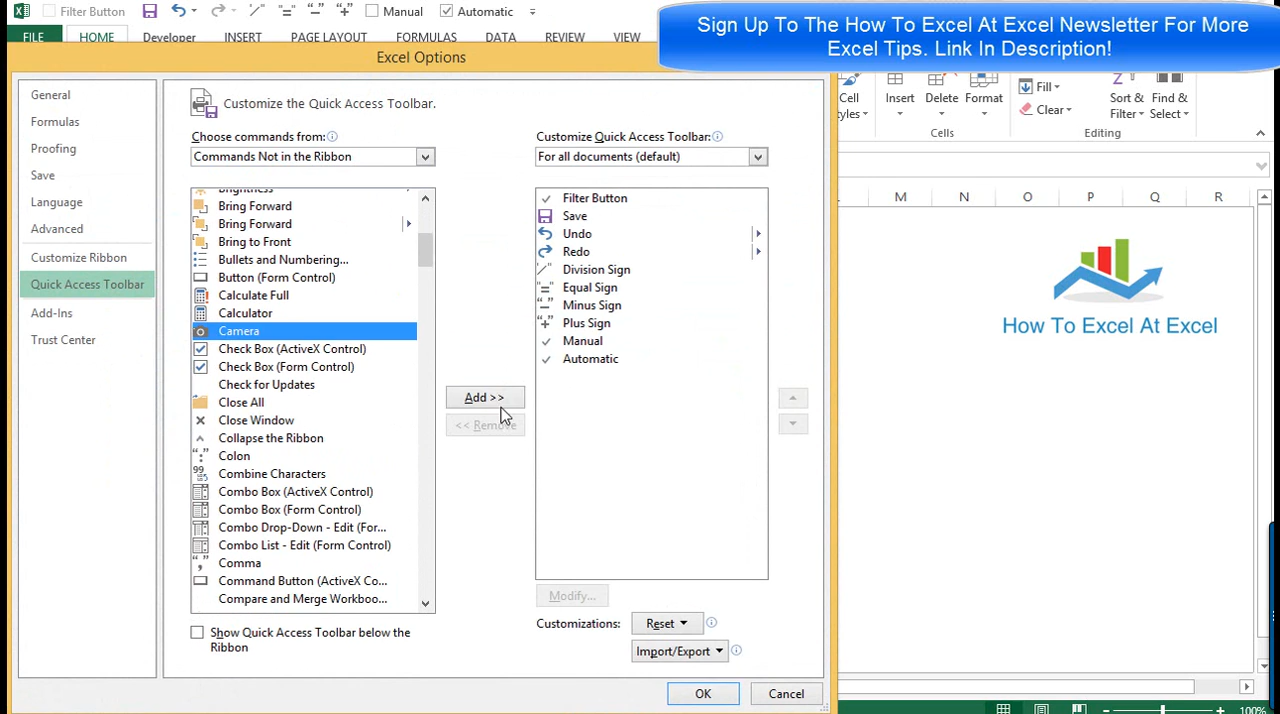 Filter Button
Manual
Automatic
Sign Up To The How To Excel At Excel Newsletter For More
Excel Tips. Link In Description!
FILE
HOME
Developer
INSERT
PAGE LAYOUT
FORMULAS
DATA
REVIEW
VIEW
Excel Options
Cell
Styles
Insert
Delete
Format
Cells
Fill
Clear
Sort &
Filter
Find &
Select
Editing
M
N
O
P
Q
R
How To Excel At Excel
General
Formulas
Proofing
Save
Language
Advanced
Customize Ribbon
Quick Access Toolbar
Add-Ins
Trust Center
Customize the Quick Access Toolbar.
Choose commands from:
Commands Not in the Ribbon
Brightness
Bring Forward
Bring Forward
Bring to Front
Bullets and Numbering...
Button (Form Control)
Calculate Full
Calculator
Camera
Check Box (ActiveX Control)
Check Box (Form Control)
Check for Updates
Close All
Close Window
Collapse the Ribbon
Colon
Combine Characters
Combo Box (ActiveX Control)
Combo Box (Form Control)
Combo Drop-Down - Edit (For...
Combo List - Edit (Form Control)
Comma
Command Button (ActiveX Co...
Compare and Merge Workboo...
Show Quick Access Toolbar below the
Ribbon
Add >>
<< Remove
Customize Quick Access Toolbar:
For all documents (default)
Filter Button
Save
Undo
Redo
Division Sign
Equal Sign
Minus Sign
Plus Sign
Manual
Automatic
Modify...
Customizations:
Reset
Import/Export
OK
Cancel
100%